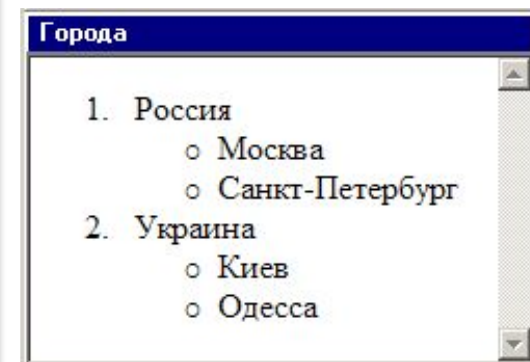 Города
1. Россия
o Москва
o Санкт-Петербург
2. Украина
o Киев
o Одесса